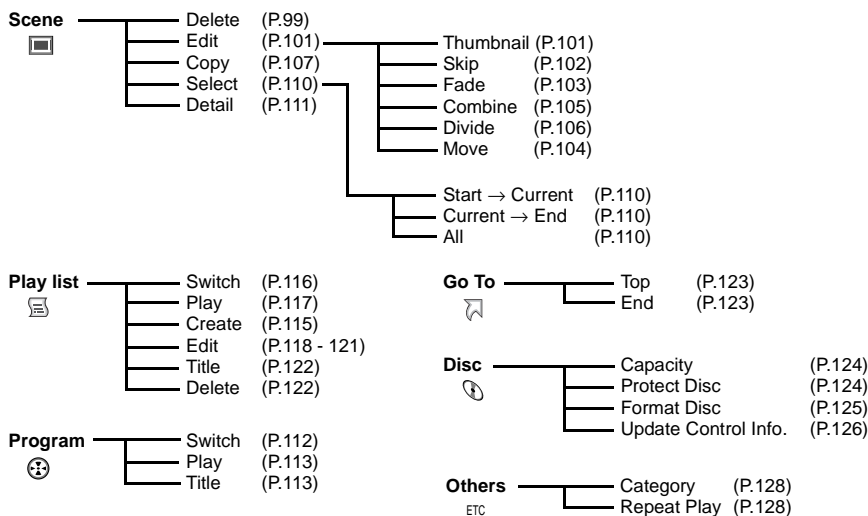 Scene
Delete (P.99)
Edit (P.101)
Copy (P.107)
Select (P.110)
Detail (P.111)
Thumbnail (P.101)
Skip (P.102)
Fade (P.103)
Combine (P.105)
Divide (P.106)
Move (P.104)
Start → Current (P.110)
Current → End (P.110)
All (P.110)
Play list
Switch (P.116)
Play (P.117)
Create (P.115)
Edit (P.118 - 121)
Title (P.122)
Delete (P.122)
Program
Switch (P.112)
Play (P.113)
Title (P.113)
Go To
Top (P.123)
End (P.123)
Disc
Capacity (P.124)
Protect Disc (P.124)
Format Disc (P.125)
Update Control Info. (P.126)
Others
ETC
Category (P.128)
Repeat Play (P.128)